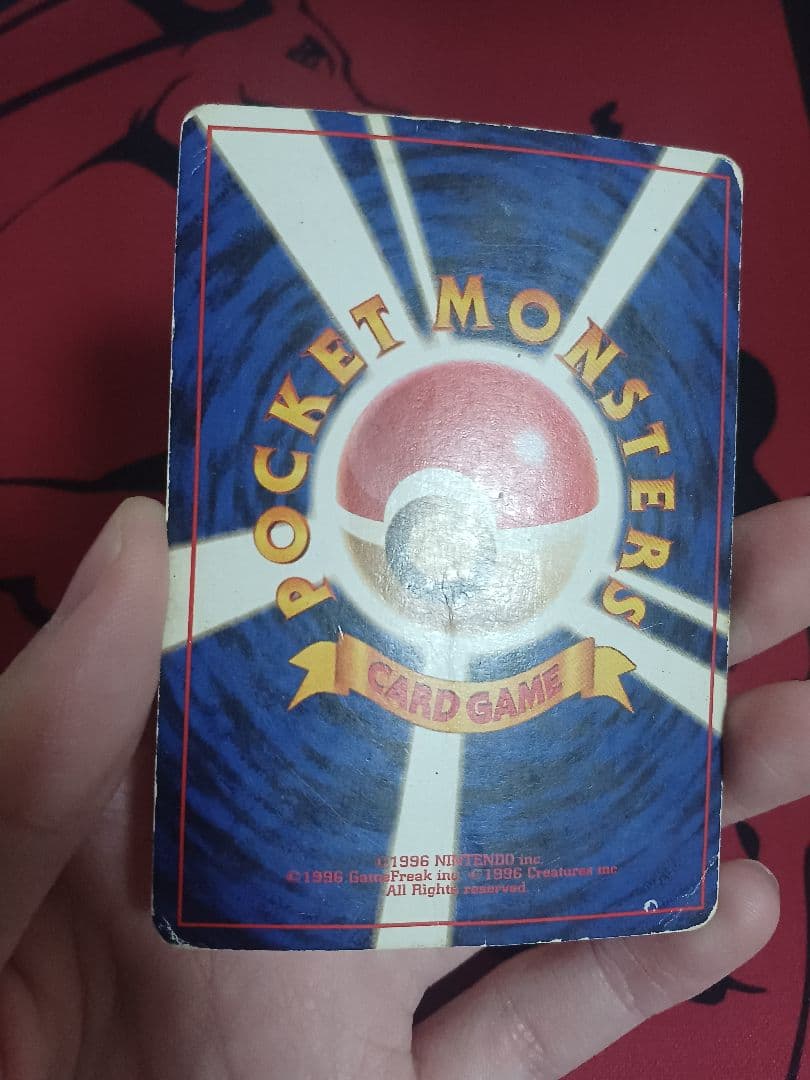 POCKET MONSTERS
CARD GAME
©1996 NINTENDO inc.
©1996 GameFreak inc. ©1996 Creatures inc
All Rights reserved.